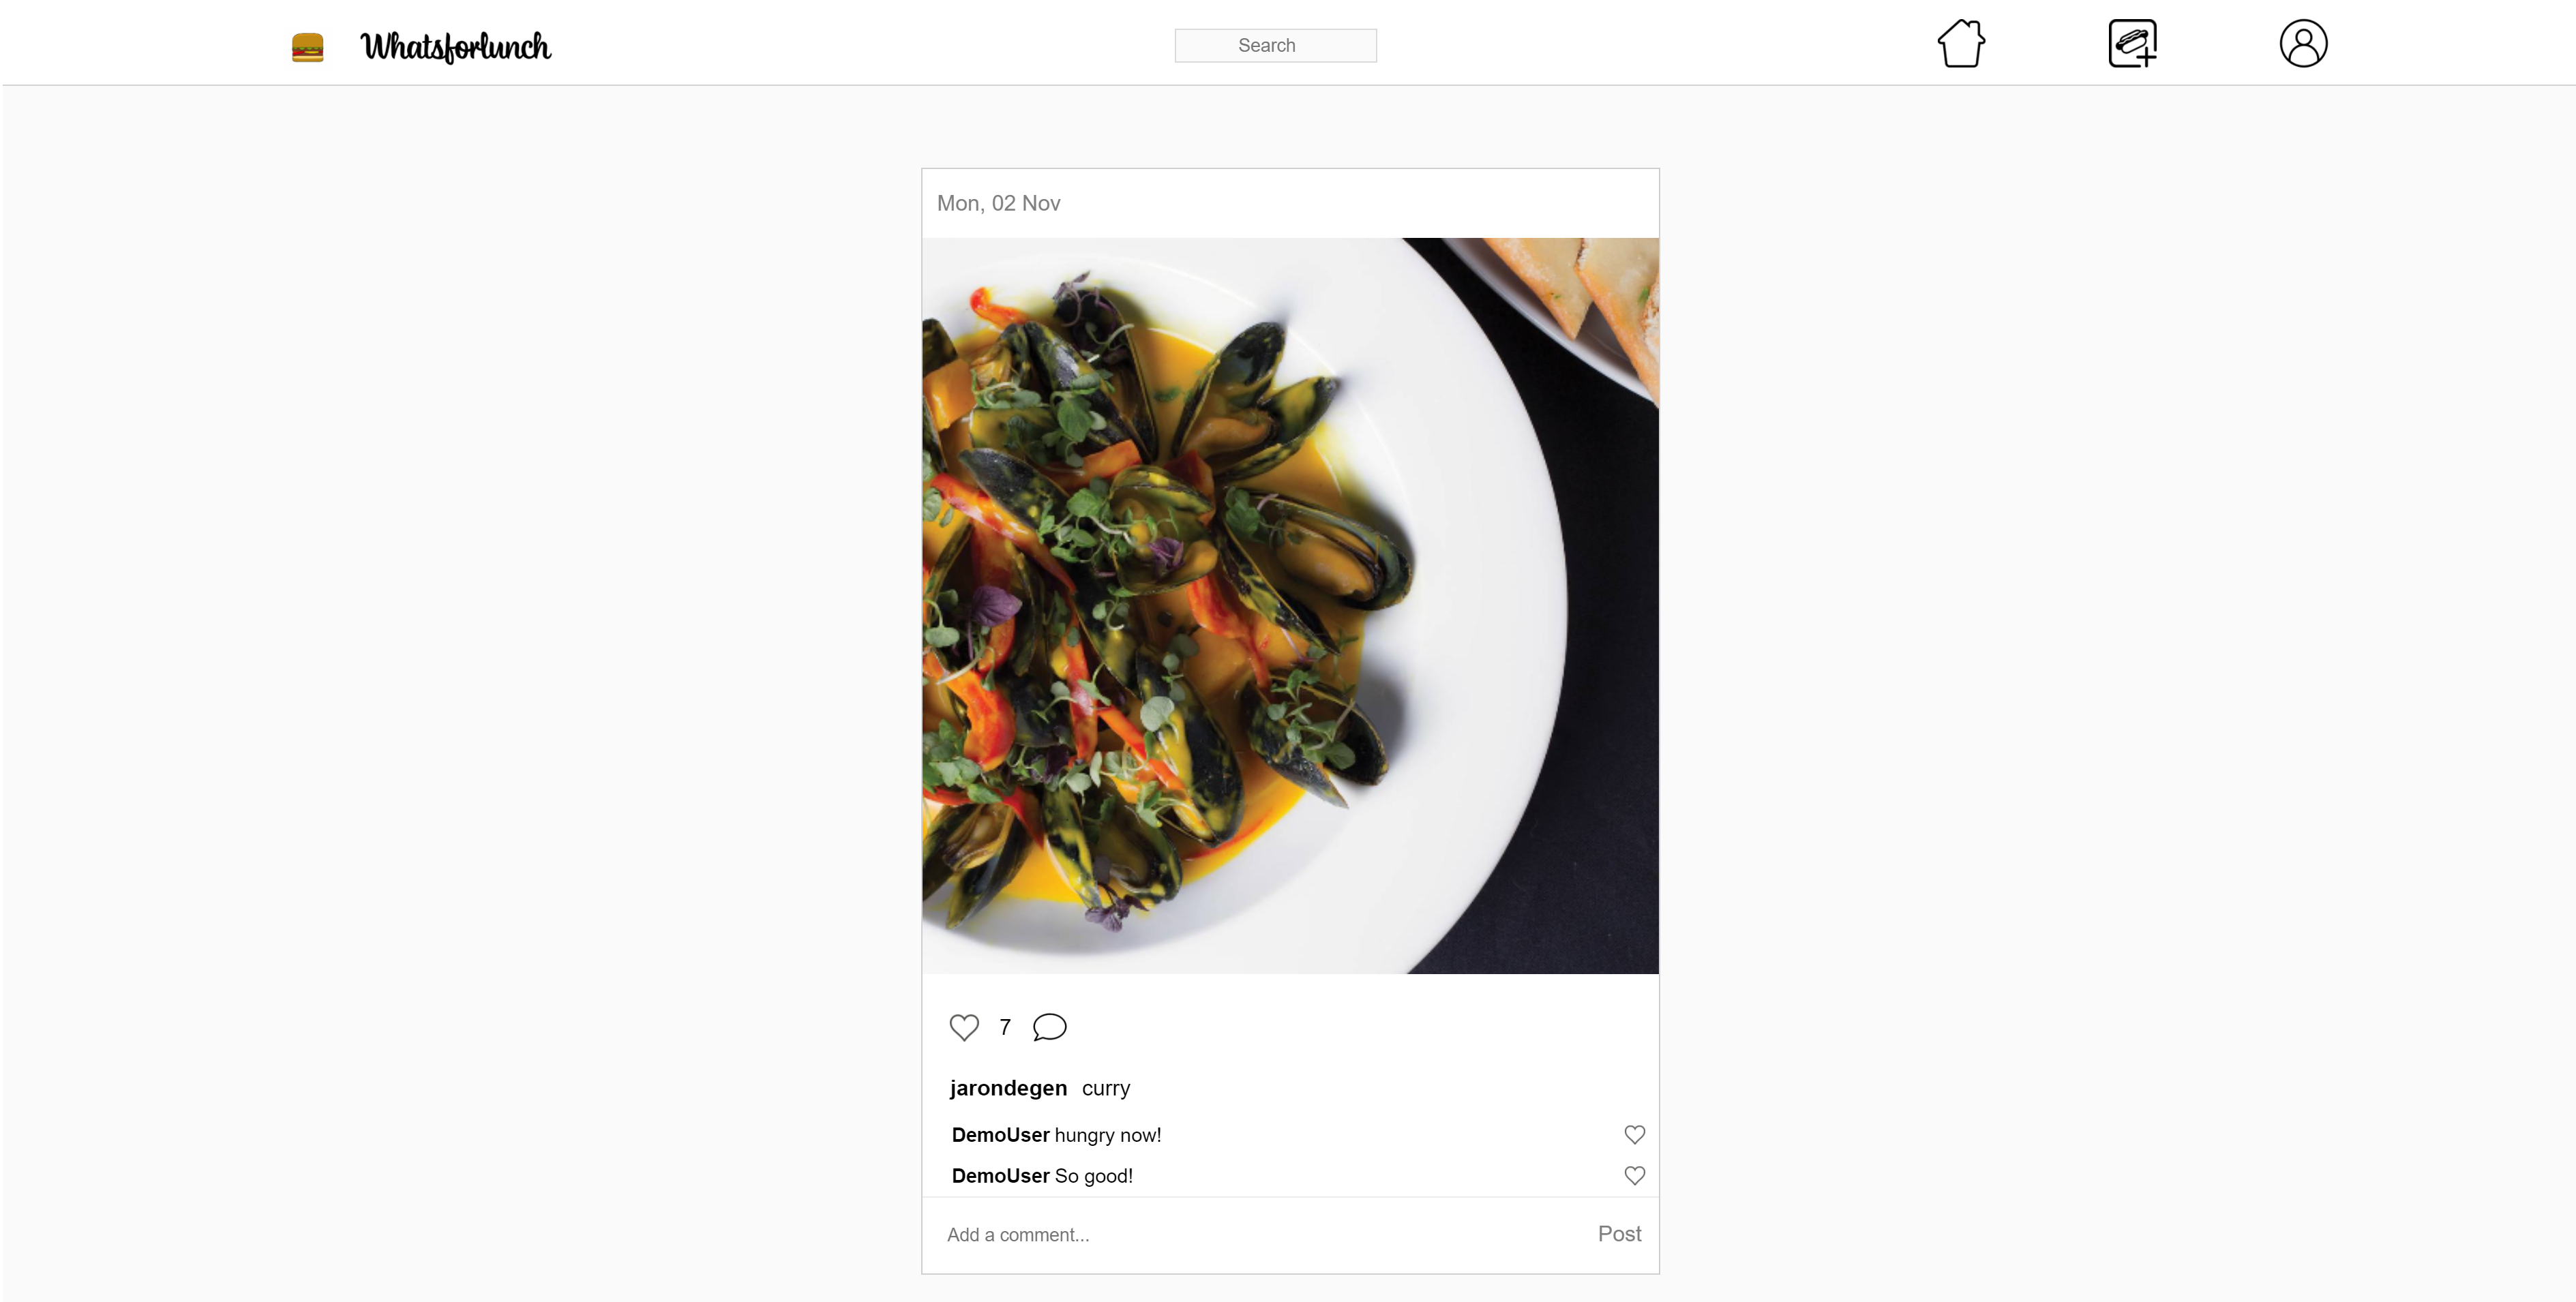 Whatsforlunch
Search
Mon, 02 Nov
7
jarondegen curry
DemoUser hungry now!
DemoUser So good!
Add a comment...
Post